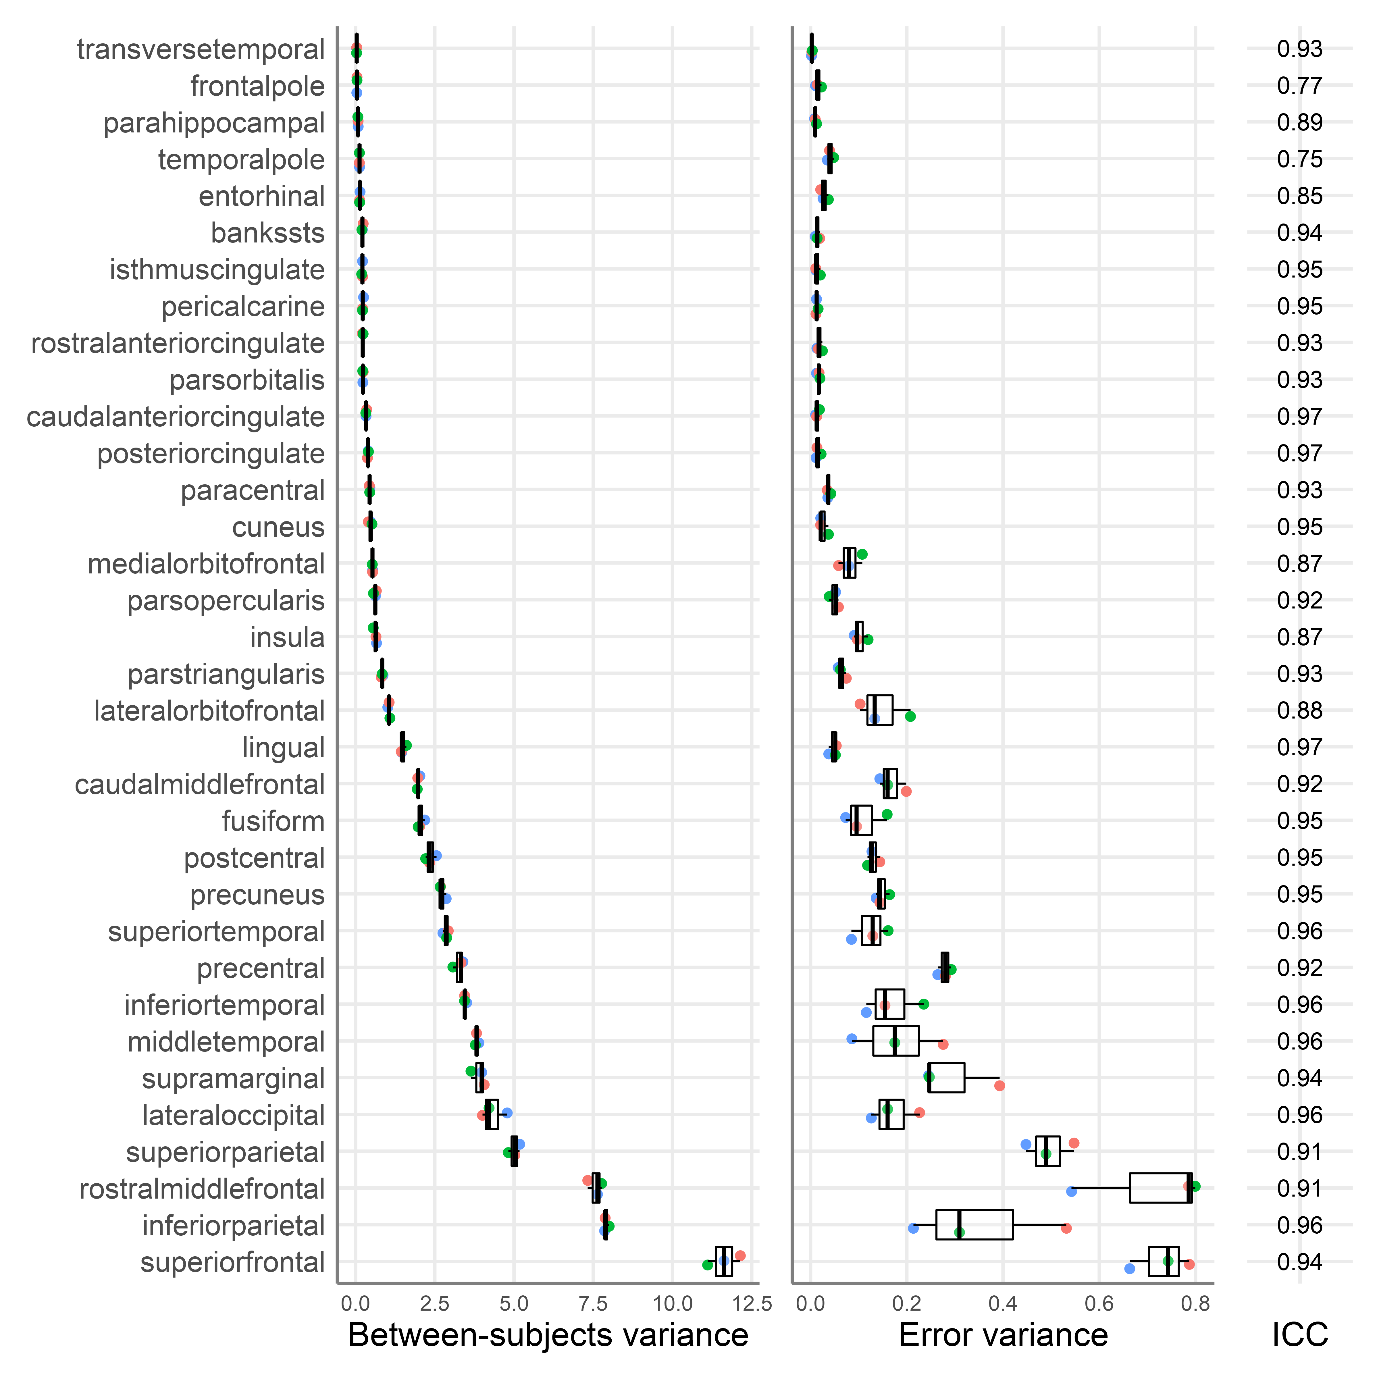 transversetemporal 0.93
frontalpole 0.77
parahippocampal 0.89
temporalpole 0.75
entorhinal 0.85
bankssts 0.94
isthmuscingulate 0.95
pericalcarine 0.95
rostralanteriorcingulate 0.93
parsorbitalis 0.93
caudalanteriorcingulate 0.97
posteriorcingulate 0.97
paracentral 0.93
cuneus 0.95
medialorbitofrontal 0.87
parsopercularis 0.92
insula 0.87
parstriangularis 0.93
lateralorbitofrontal 0.88
lingual 0.97
caudalmiddlefrontal 0.92
fusiform 0.95
postcentral 0.95
precuneus 0.95
superiortemporal 0.96
precentral 0.92
inferiortemporal 0.96
middletemporal 0.96
supramarginal 0.94
lateraloccipital 0.96
superiorparietal 0.91
rostralmiddlefrontal 0.91
inferiorparietal 0.96
superiorfrontal 0.94
0.0 2.5 5.0 7.5 10.0 12.5 0.0 0.2 0.4 0.6 0.8
Between-subjects variance Error variance ICC